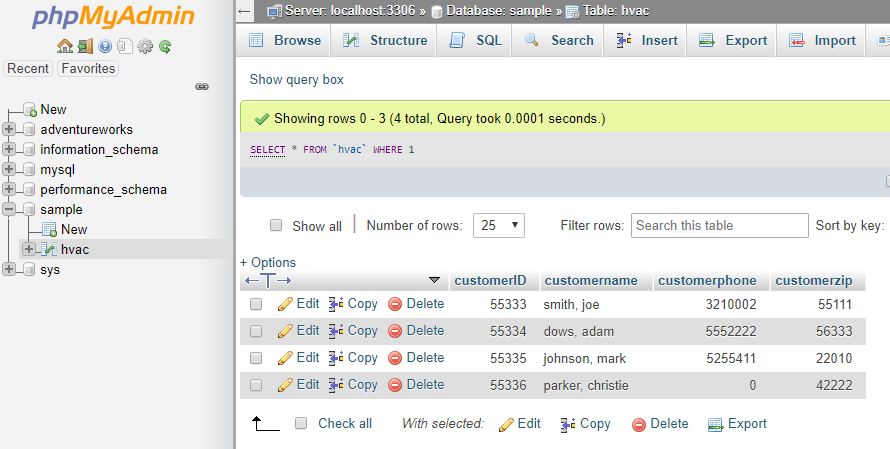 phpMyAdmin
Recent Favorites
New
adventureworks
information_schema
mysql
performance_schema
sample
New
hvac
sys
Server: localhost:3306 » Database: sample » Table: hvac
Browse Structure SQL Search Insert Export Import
Show query box
Showing rows 0 - 3 (4 total, Query took 0.0001 seconds.)
SELECT * FROM `hvac` WHERE 1
Show all Number of rows: 25 Filter rows: Search this table Sort by key:
+ Options
customerID customername customerphone customerzip
Edit Copy Delete 55333 smith, joe 3210002 55111
Edit Copy Delete 55334 dows, adam 5552222 56333
Edit Copy Delete 55335 johnson, mark 5255411 22010
Edit Copy Delete 55336 parker, christie 0 42222
Check all With selected: Edit Copy Delete Export